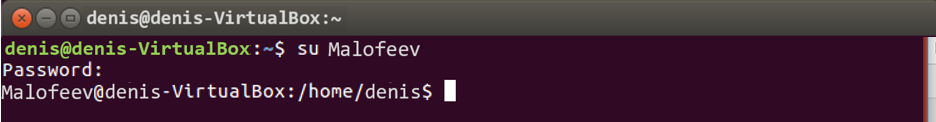 denis@denis-VirtualBox:~
denis@denis-VirtualBox:~$ su Malofeev
Password:
Malofeev@denis-VirtualBox:/home/denis$